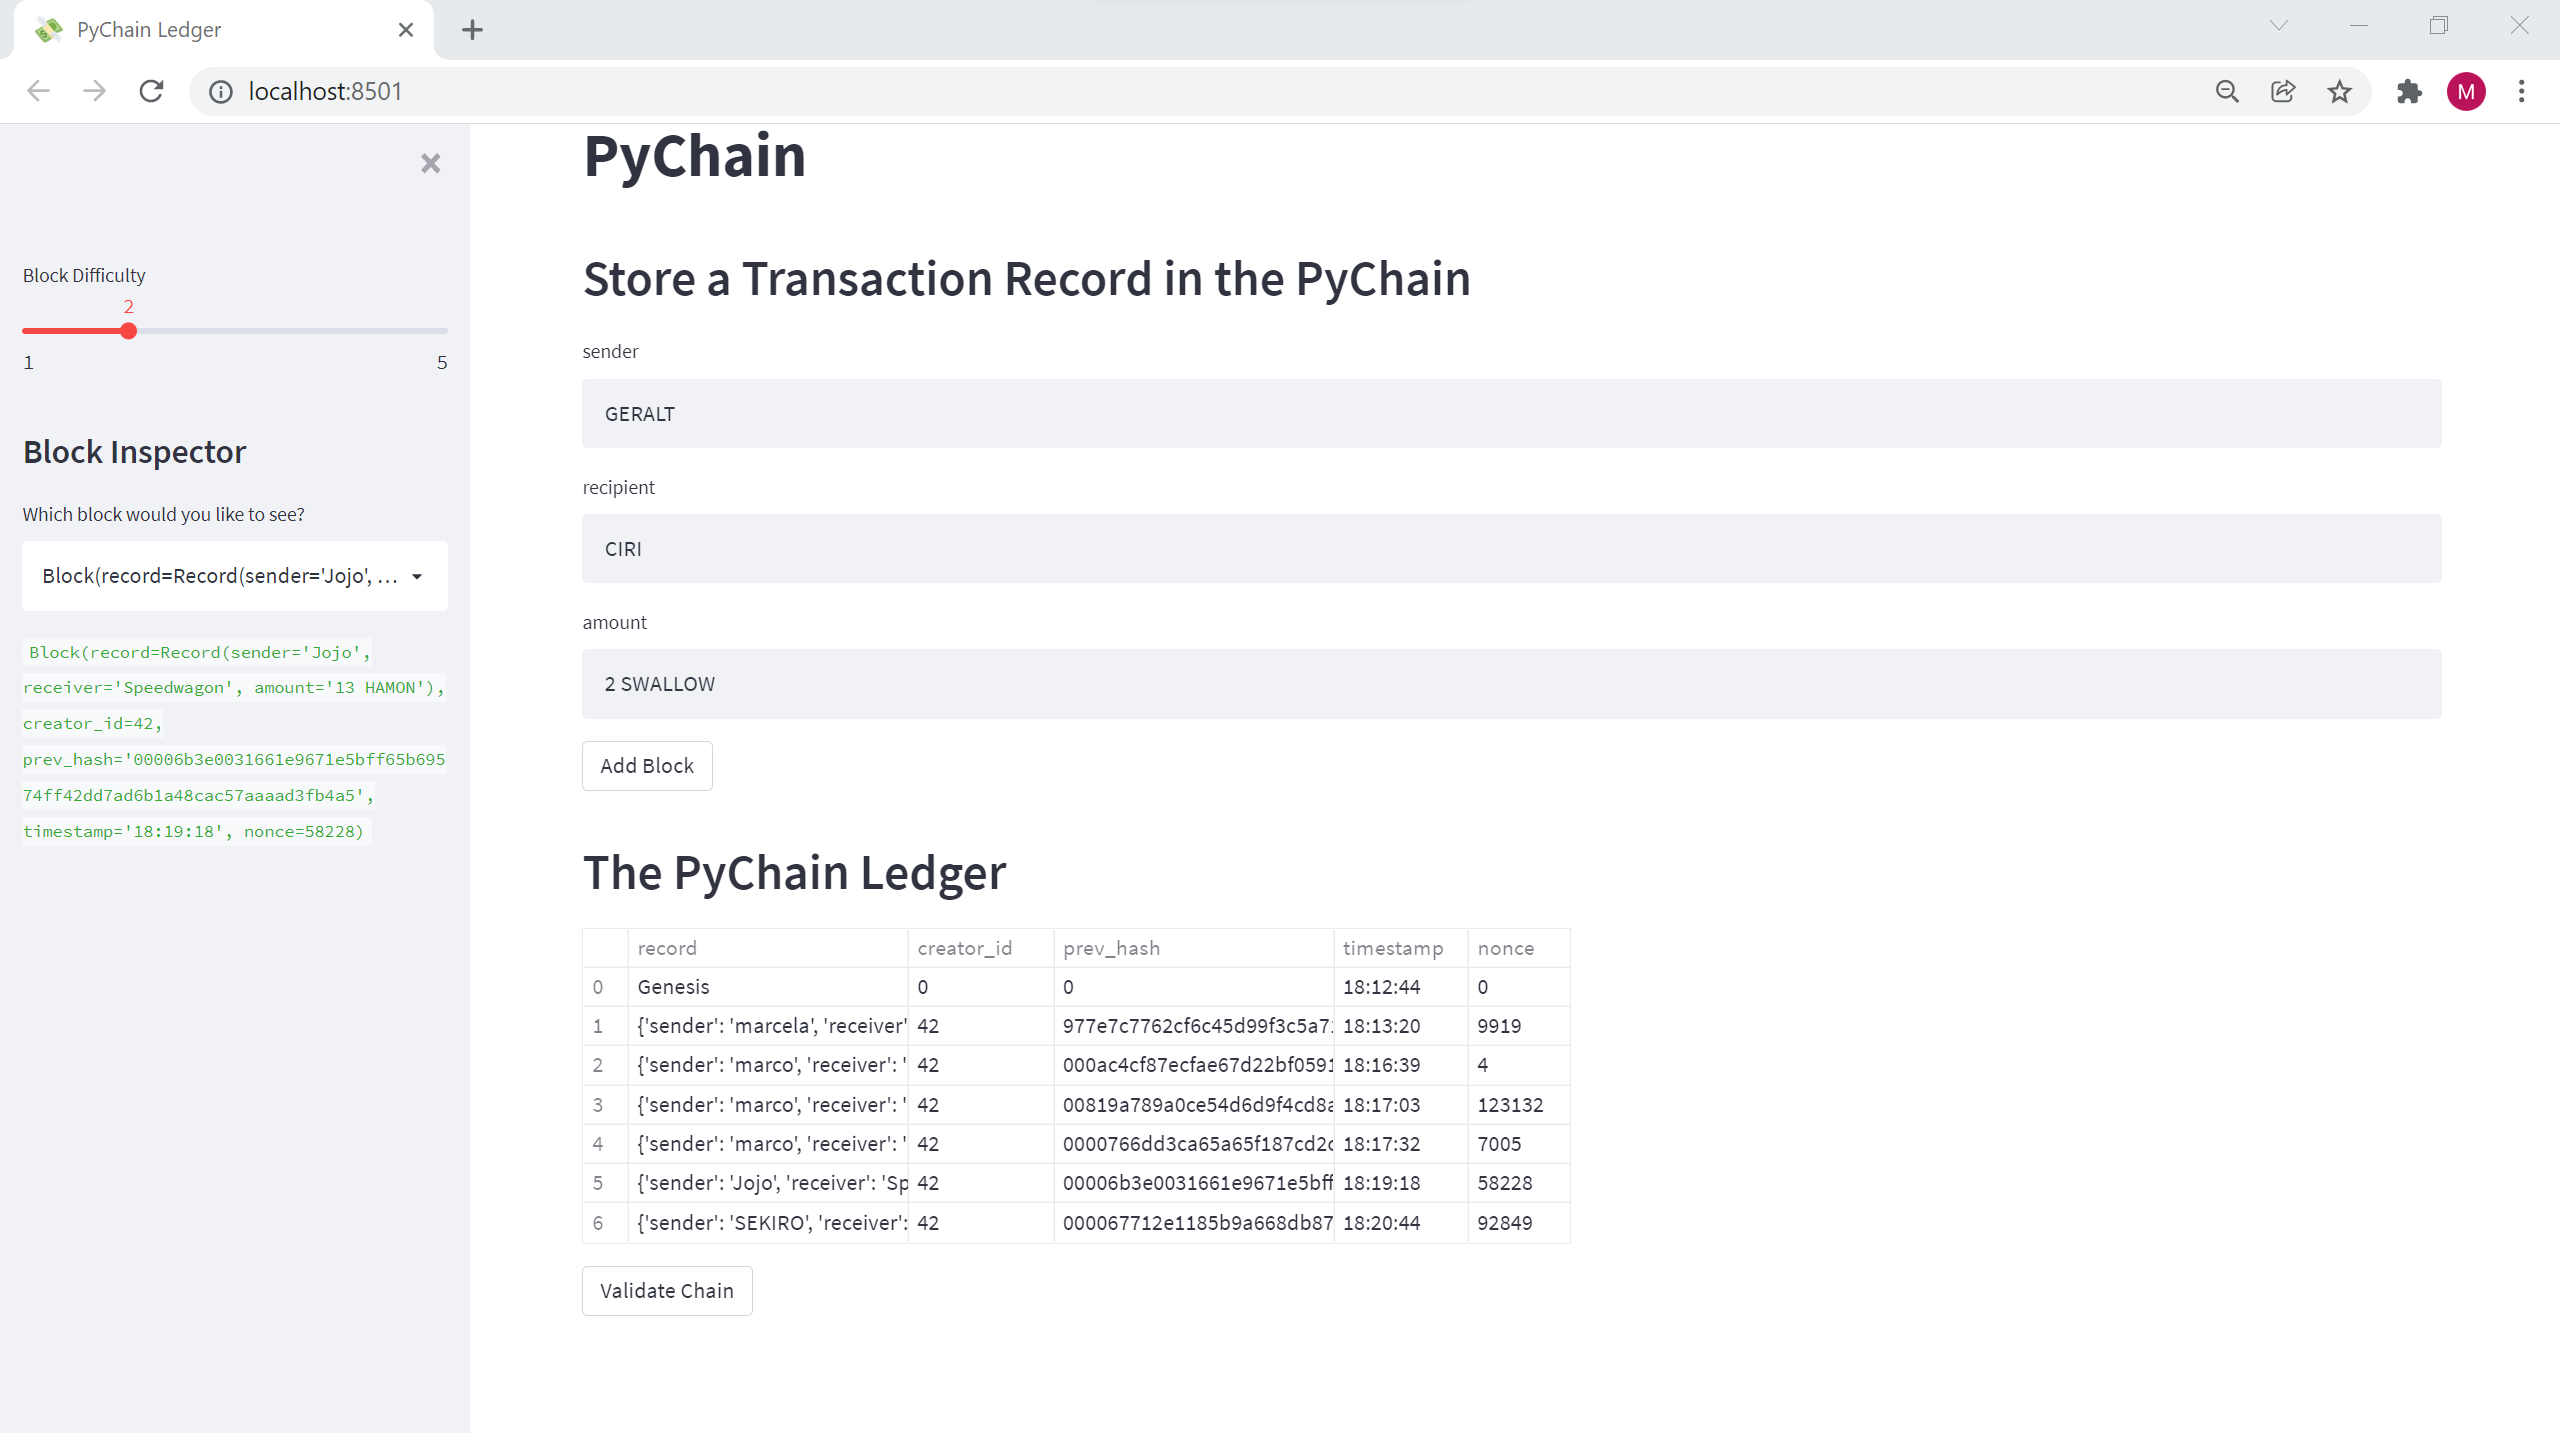 PyChain Ledger
localhost:8501
M
Block Difficulty
2
1 5
Block Inspector
Which block would you like to see?
Block(record=Record(sender='Jojo', ...
Block(record=Record(sender='Jojo',
receiver='Speedwagon', amount='13 HAMON'),
creator_id=42,
prev_hash='00006b3e0031661e9671e5bff65b695
74ff42dd7ad6b1a48cac57aaaad3fb4a5',
timestamp='18:19:18', nonce=58228)
PyChain
Store a Transaction Record in the PyChain
sender
GERALT
recipient
CIRI
amount
2 SWALLOW
Add Block
The PyChain Ledger
record creator_id prev_hash timestamp nonce
0 Genesis 0 0 18:12:44 0
1 {'sender': 'marcela', 'receiver' 42 977e7c7762cf6c45d99f3c5a7 18:13:20 9919
2 {'sender': 'marco', 'receiver': ' 42 000ac4cf87ecfae67d22bf0591 18:16:39 4
3 {'sender': 'marco', 'receiver': ' 42 00819a789a0ce54d6d9f4cd8a 18:17:03 123132
4 {'sender': 'marco', 'receiver': ' 42 0000766dd3ca65a65f187cd2 18:17:32 7005
5 {'sender': 'Jojo', 'receiver': 'Sp 42 00006b3e0031661e9671e5bff 18:19:18 58228
6 {'sender': 'SEKIRO', 'receiver': 42 000067712e1185b9a668db87 18:20:44 92849
Validate Chain